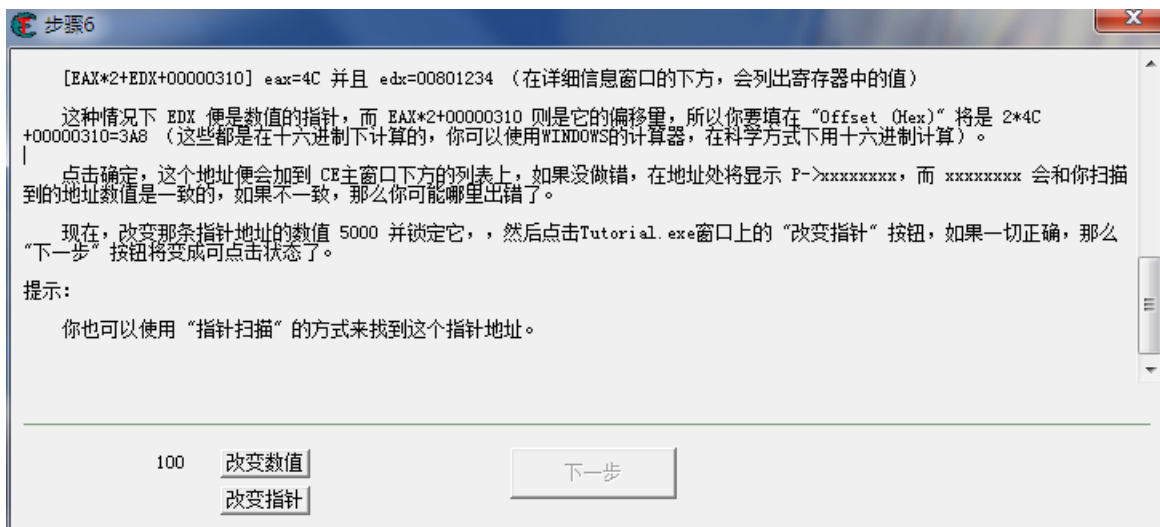 步骤6
[EAX*2+EDX+00000310] eax=4C 并且 edx=00801234 （在详细信息窗口的下方，会列出寄存器中的值）
这种情况下 EDX 便是数值的指针，而 EAX*2+00000310 则是它的偏移量，所以你要填在 “Offset (Hex)” 将是 2*4C
+00000310=3A8 （这些都是在十六进制下计算的，你可以使用WINDOWS的计算器，在科学方式下用十六进制计算）。
点击确定，这个地址便会加到 CE主窗口下方的列表上，如果没做错，在地址处将显示 P->xxxxxxxx，而 xxxxxxxx 会和你扫描
到的地址数值是一致的，如果不一致，那么你可能哪里出错了。
现在，改变那条指针地址的数值 5000 并锁定它，，然后点击Tutorial.exe窗口上的 “改变指针” 按钮，如果一切正确，那么
“下一步” 按钮将变成可点击状态了。
提示：
你也可以使用 “指针扫描” 的方式来找到这个指针地址。
100 改变数值 下一步
改变指针